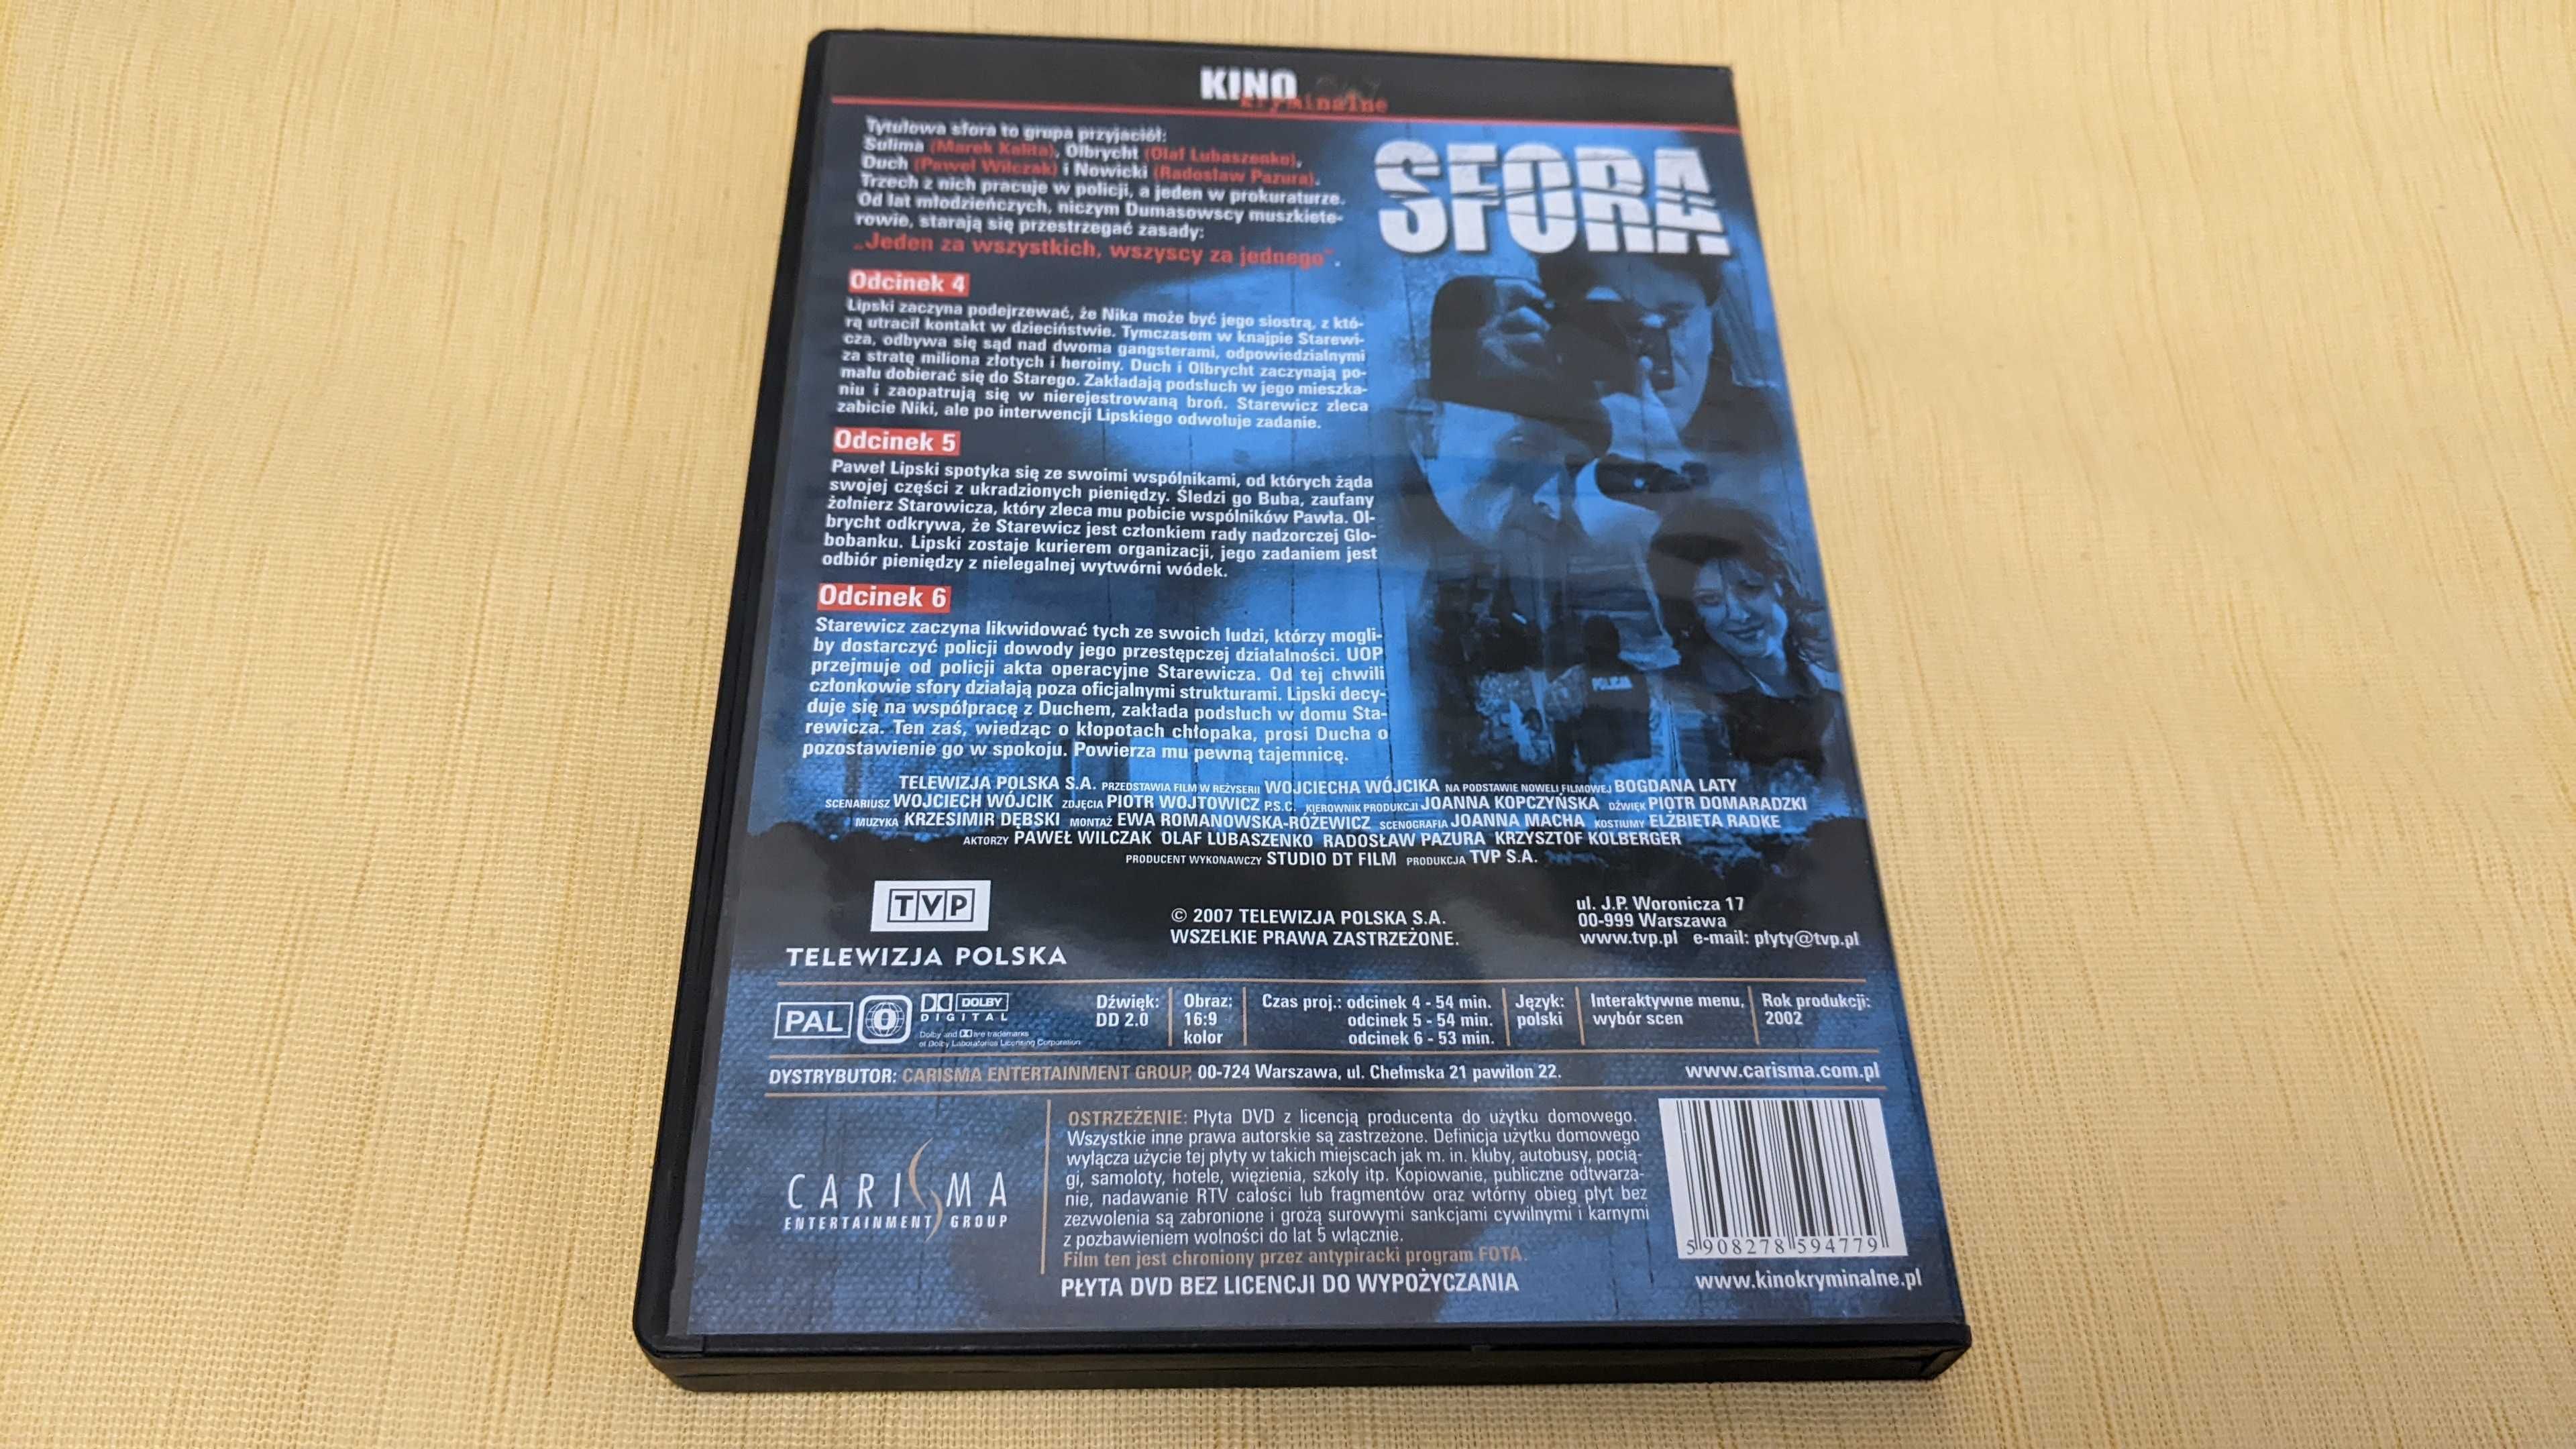 KINO
kryminalne
SFORA
Tytułowa sfora to grupa przyjaciół:
Sulima (Marek Kalita), Olbrycht (Olaf Lubaszenko),
Duch (Paweł Wilczak) i Nowicki (Radosław Pazura).
Trzech z nich pracuje w policji, a jeden w prokuraturze.
Od lat młodzieńczych, niczym Dumasowscy muszkiete-
rowie, starają się przestrzegać zasady:
„Jeden za wszystkich, wszyscy za jednego".
Odcinek 4
Lipski zaczyna podejrzewać, że Nika może być jego siostrą, z któ-
rą utracił kontakt w dzieciństwie. Tymczasem w knajpie Starewi-
cza, odbywa się sąd nad dwoma gangsterami, odpowiedzialnymi
za stratę miliona złotych i heroiny. Duch i Olbrycht zaczynają po-
mału dobierać się do Starego. Zakładają podsłuch w jego mieszka-
niu i zaopatrują się w nierejestrowaną broń. Starewicz zleca
zabicie Niki, ale po interwencji Lipskiego odwołuje zadanie.
Odcinek 5
Paweł Lipski spotyka się ze swoimi wspólnikami, od których żąda
swojej części z ukradzionych pieniędzy. Śledzi go Buba, zaufany
żołnierz Starowicza, który zleca mu pobicie wspólników Pawła. Ol-
brycht odkrywa, że Starewicz jest członkiem rady nadzorczej Glo-
bobanku. Lipski zostaje kurierem organizacji, jego zadaniem jest
odbiór pieniędzy z nielegalnej wytwórni wódek.
Odcinek 6
Starewicz zaczyna likwidować tych ze swoich ludzi, którzy mogli-
by dostarczyć policji dowody jego przestępczej działalności. UOP
przejmuje od policji akta operacyjne Starewicza. Od tej chwili
członkowie sfory działają poza oficjalnymi strukturami. Lipski decy-
duje się na współpracę z Duchem, zakłada podsłuch w domu Sta-
rewicza. Ten zaś, wiedząc o kłopotach chłopaka, prosi Ducha o
pozostawienie go w spokoju. Powierza mu pewną tajemnicę.
POLICJA
TELEWIZJA POLSKA S.A. PRZEDSTAWIA FILM W REŻYSERII WOJCIECHA WÓJCIKA NA PODSTAWIE NOWELI FILMOWEJ BOGDANA LATY
SCENARIUSZ WOJCIECH WÓJCIK ZDJĘCIA PIOTR WOJTOWICZ P.S.C. KIEROWNIK PRODUKCJI JOANNA KOPCZYŃSKA DŹWIĘK PIOTR DOMARADZKI
MUZYKA KRZESIMIR DĘBSKI MONTAŻ EWA ROMANOWSKA-RÓŻEWICZ SCENOGRAFIA JOANNA MACHA KOSTIUMY ELŻBIETA RADKE
AKTORZY PAWEŁ WILCZAK OLAF LUBASZENKO RADOSŁAW PAZURA KRZYSZTOF KOLBERGER
PRODUCENT WYKONAWCZY STUDIO DT FILM PRODUKCJA TVP S.A.
TVP
TELEWIZJA POLSKA
© 2007 TELEWIZJA POLSKA S.A.
WSZELKIE PRAWA ZASTRZEŻONE.
ul. J.P. Woronicza 17
00-999 Warszawa
www.tvp.pl e-mail: plyty@tvp.pl
PAL
0
DOLBY
DIGITAL
Dolby and are trademarks
of Dolby Laboratories Licensing Corporation
Dźwięk:
DD 2.0
Obraz:
16:9
kolor
Czas proj.: odcinek 4 - 54 min.
odcinek 5 - 54 min.
odcinek 6 - 53 min.
Język:
polski
Interaktywne menu,
wybór scen
Rok produkcji:
2002
DYSTRYBUTOR: CARISMA ENTERTAINMENT GROUP, 00-724 Warszawa, ul. Chełmska 21 pawilon 22.
www.carisma.com.pl
CARISMA
ENTERTAINMENT GROUP
OSTRZEŻENIE: Płyta DVD z licencją producenta do użytku domowego.
Wszystkie inne prawa autorskie są zastrzeżone. Definicja użytku domowego
wyłącza użycie tej płyty w takich miejscach jak m. in. kluby, autobusy, pocią-
gi, samoloty, hotele, więzienia, szkoły itp. Kopiowanie, publiczne odtwarza-
nie, nadawanie RTV całości lub fragmentów oraz wtórny obieg płyt bez
zezwolenia są zabronione i grożą surowymi sankcjami cywilnymi i karnymi
z pozbawieniem wolności do lat 5 włącznie.
Film ten jest chroniony przez antypiracki program FOTA.
PŁYTA DVD BEZ LICENCJI DO WYPOŻYCZANIA
5 908278 594779
www.kinokryminalne.pl